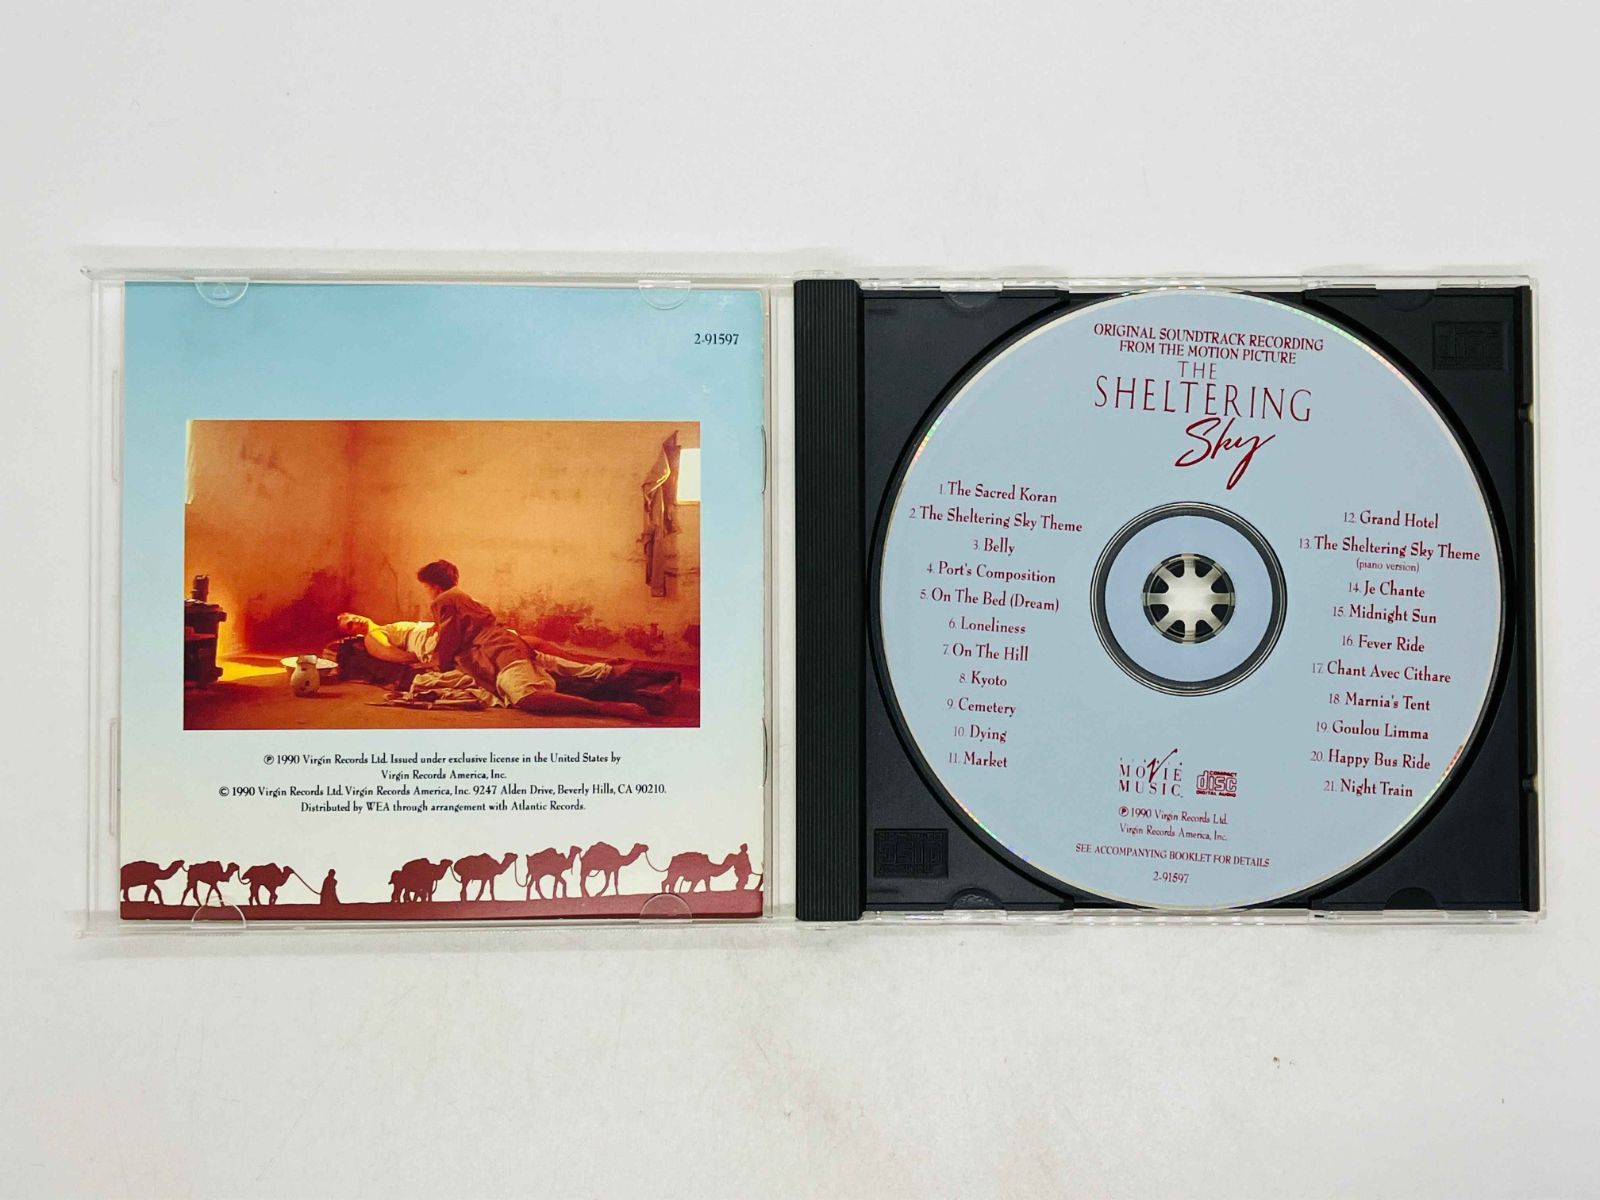 2-91597
℗ 1990 Virgin Records Ltd. Issued under exclusive license in the United States by
Virgin Records America, Inc.
© 1990 Virgin Records Ltd. Virgin Records America, Inc. 9247 Alden Drive, Beverly Hills, CA 90210.
Distributed by WEA through arrangement with Atlantic Records.
ORIGINAL SOUNDTRACK RECORDING
FROM THE MOTION PICTURE
THE
SHELTERING
Sky
1. The Sacred Koran
2. The Sheltering Sky Theme
3. Belly
4. Port's Composition
5. On The Bed (Dream)
6. Loneliness
7. On The Hill
8. Kyoto
9. Cemetery
10. Dying
11. Market
12. Grand Hotel
13. The Sheltering Sky Theme
(piano version)
14. Je Chante
15. Midnight Sun
16. Fever Ride
17. Chant Avec Cithare
18. Marnia's Tent
19. Goulou Limma
20. Happy Bus Ride
21. Night Train
MOVIE
MUSIC
COMPACT
disc
DIGITAL AUDIO
℗ 1990 Virgin Records Ltd.
Virgin Records America, Inc.
SEE ACCOMPANYING BOOKLET FOR DETAILS
2-91597